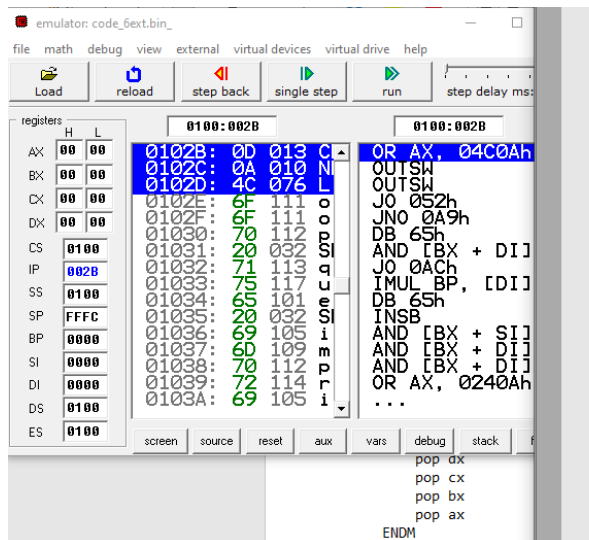 emulator: code_6ext.bin_
file math debug view external virtual devices virtual drive help
Load reload step back single step run step delay ms:
registers
H L
0100:002B 0100:002B
AX 00 00
BX 00 00
CX 00 00
DX 00 00
CS 0100
IP 002B
SS 0100
SP FFFC
BP 0000
SI 0000
DI 0000
DS 0100
ES 0100
0102B: 0D 013 C
0102C: 0A 010 N
0102D: 4C 076 L
0102E: 6F 111 o
0102F: 6F 111 o
01030: 70 112 p
01031: 20 032 S
01032: 71 113 q
01033: 75 117 u
01034: 65 101 e
01035: 20 032 S
01036: 69 105 i
01037: 6D 109 m
01038: 70 112 p
01039: 72 114 r
0103A: 69 105 i
OR AX, 04C0Ah
OUTSW
OUTSW
JO 052h
JNO 0A9h
DB 65h
AND [BX + DI]
JO 0ACh
IMUL BP, [DI]
DB 65h
INSB
AND [BX + SI]
AND [BX + DI]
AND [BX + DI]
OR AX, 0240Ah
...
screen source reset aux vars debug stack f
pop dx
pop cx
pop bx
pop ax
ENDM